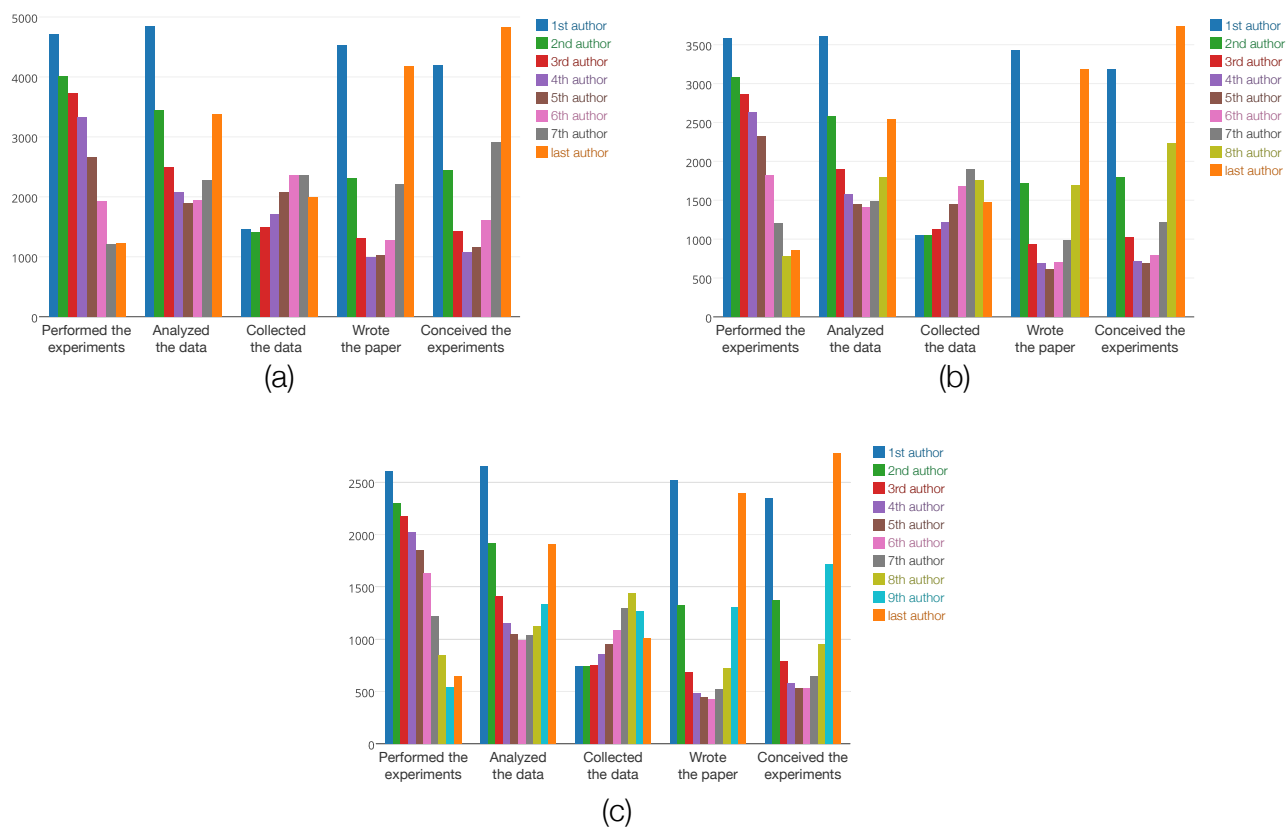 5000
4000
3000
2000
1000
0
Performed the
experiments
Analyzed
the data
Collected
the data
Wrote
the paper
Conceived the
experiments
1st author
2nd author
3rd author
4th author
5th author
6th author
7th author
last author
(a)
3500
3000
2500
2000
1500
1000
500
0
Performed the
experiments
Analyzed
the data
Collected
the data
Wrote
the paper
Conceived the
experiments
1st author
2nd author
3rd author
4th author
5th author
6th author
7th author
8th author
last author
(b)
2500
2000
1500
1000
500
0
Performed the
experiments
Analyzed
the data
Collected
the data
Wrote
the paper
Conceived the
experiments
1st author
2nd author
3rd author
4th author
5th author
6th author
7th author
8th author
9th author
last author
(c)